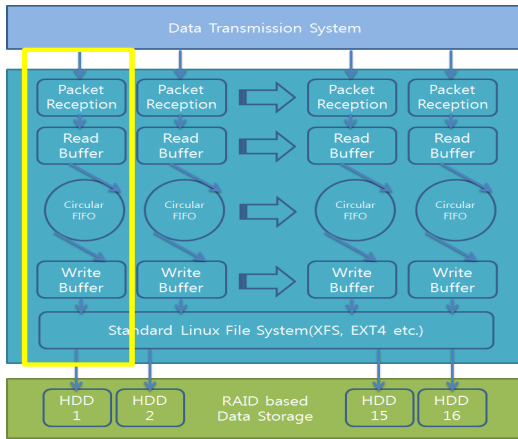 Data Transmission System
Packet Reception
Packet Reception
Packet Reception
Packet Reception
Read Buffer
Read Buffer
Read Buffer
Read Buffer
Circular FIFO
Circular FIFO
Circular FIFO
Circular FIFO
Write Buffer
Write Buffer
Write Buffer
Write Buffer
Standard Linux File System(XFS, EXT4 etc.)
HDD 1
HDD 2
RAID based Data Storage
HDD 15
HDD 16